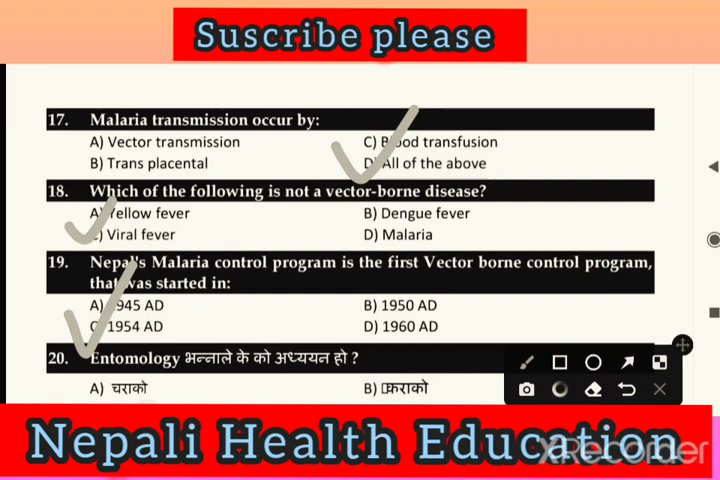 Suscribe please
17. Malaria transmission occur by:
A) Vector transmission C) Blood transfusion
B) Trans placental D) All of the above
18. Which of the following is not a vector-borne disease?
A) Yellow fever B) Dengue fever
C) Viral fever D) Malaria
19. Nepal's Malaria control program is the first Vector borne control program,
that was started in:
A) 1945 AD B) 1950 AD
C) 1954 AD D) 1960 AD
20. Entomology भन्नाले के को अध्ययन हो ?
A) चराको B) किराको
Nepali Health Education
XRecorder